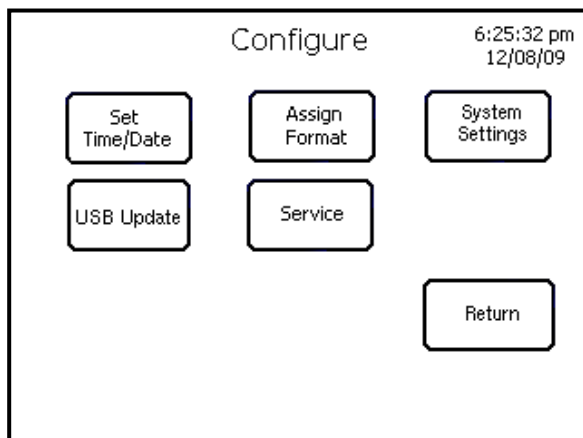 Configure
6:25:32 pm
12/08/09
Set
Time/Date
Assign
Format
System
Settings
USB Update
Service
Return